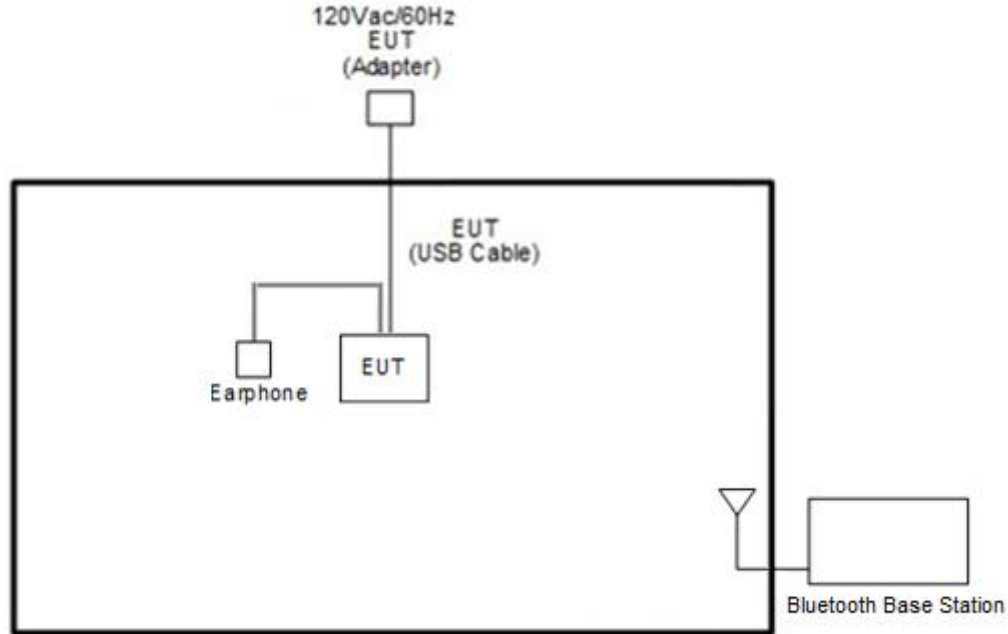 120Vac/60Hz
EUT
(Adapter)
EUT
(USB Cable)
EUT
Earphone
Bluetooth Base Station